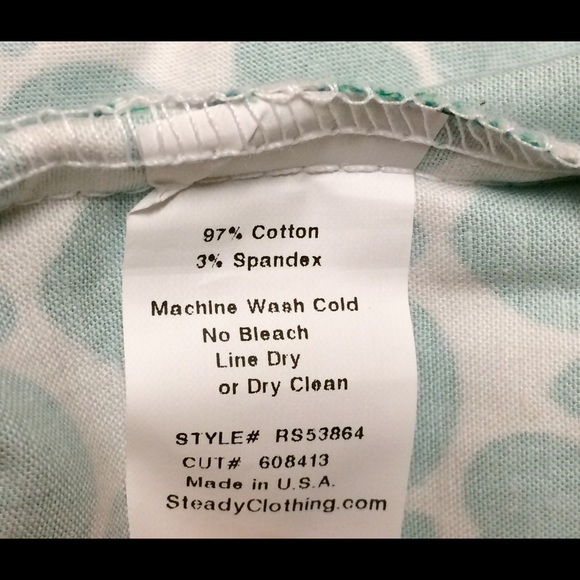 97% Cotton
3% Spandex
Machine Wash Cold
No Bleach
Line Dry
or Dry Clean
STYLE# RS53864
CUT# 608413
Made in U.S.A.
SteadyClothing.com